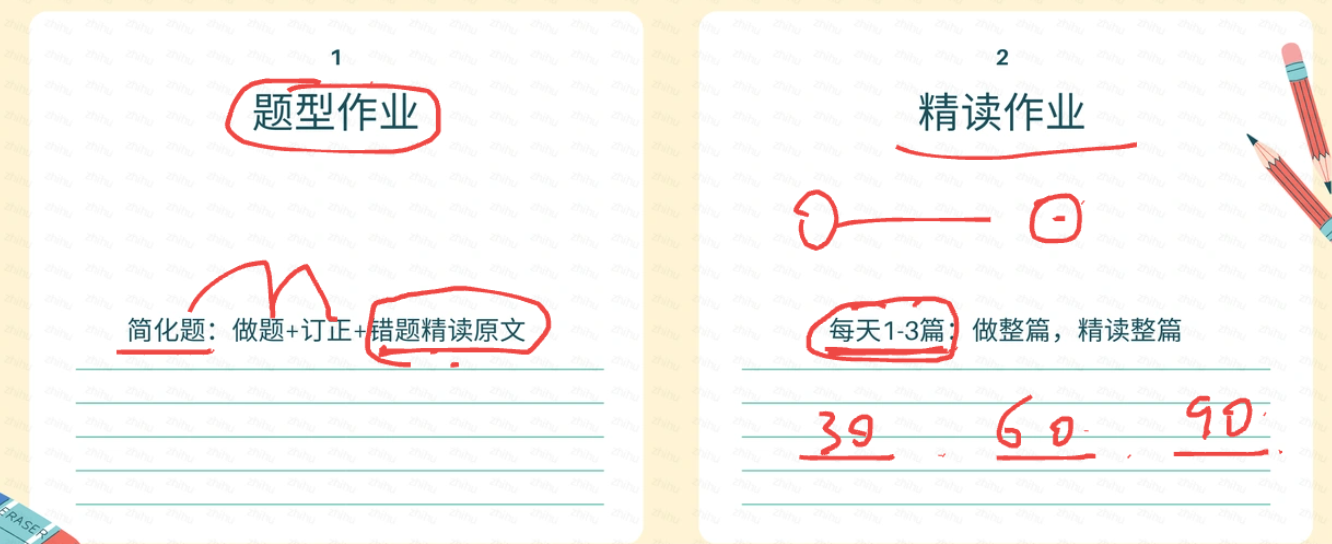 1
题型作业
简化题：做题+订正+错题精读原文
2
精读作业
每天1-3篇：做整篇，精读整篇
30 60 90
ERASER